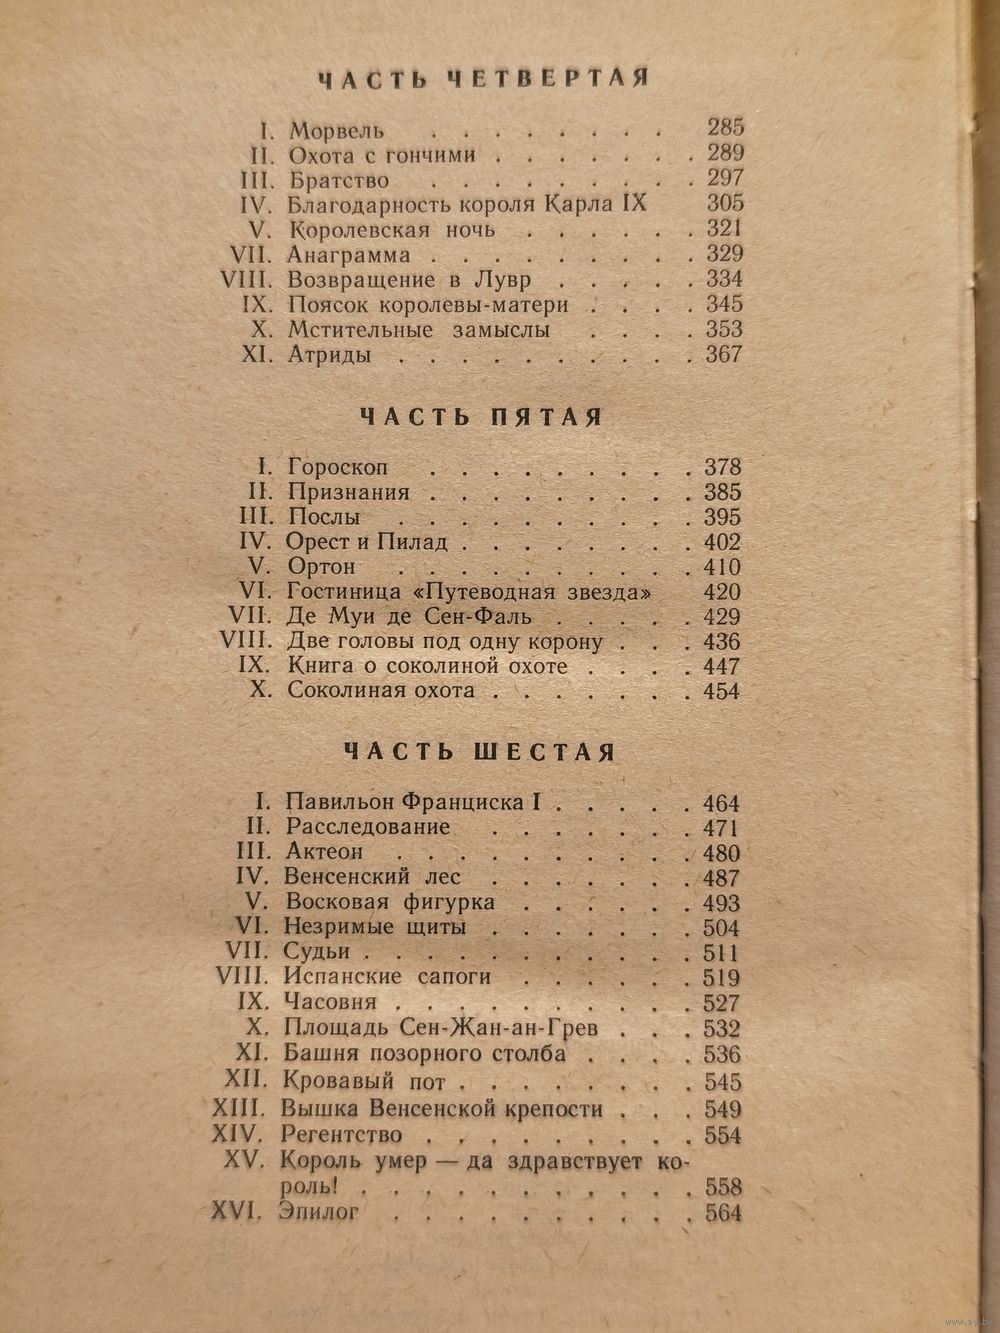 ЧАСТЬ ЧЕТВЕРТАЯ
I. Морвель . . . . . . . . 285
II. Охота с гончими . . . . . . . 289
III. Братство . . . . . . . . . 297
IV. Благодарность короля Карла IX 305
V. Королевская ночь . . . . . . 321
VII. Анаграмма . . . . . . . . . 329
VIII. Возвращение в Лувр . . . . . 334
IX. Поясок королевы-матери . . . . 345
X. Мстительные замыслы . . . . 353
XI. Атриды . . . . . . . . . . 367
ЧАСТЬ ПЯТАЯ
I. Гороскоп . . . . . . . . . 378
II. Признания . . . . . . . . . 385
III. Послы . . . . . . . . . . 395
IV. Орест и Пилад . . . . . . . . 402
V. Ортон . . . . . . . . . . 410
VI. Гостиница «Путеводная звезда» 420
VII. Де Муи де Сен-Фаль . . . . . 429
VIII. Две головы под одну корону . . . 436
IX. Книга о соколиной охоте . . . . 447
X. Соколиная охота . . . . . . . 454
ЧАСТЬ ШЕСТАЯ
I. Павильон Франциска I . . . . . 464
II. Расследование . . . . . . . 471
III. Актеон . . . . . . . . . . 480
IV. Венсенский лес . . . . . . . 487
V. Восковая фигурка . . . . . . 493
VI. Незримые щиты . . . . . . . 504
VII. Судьи . . . . . . . . . . . 511
VIII. Испанские сапоги . . . . . . 519
IX. Часовня . . . . . . . . . . 527
X. Площадь Сен-Жан-ан-Грев . . . 532
XI. Башня позорного столба . . . . 536
XII. Кровавый пот . . . . . . . . 545
XIII. Вышка Венсенской крепости . . . 549
XIV. Регентство . . . . . . . . . 554
XV. Король умер — да здравствует ко-
роль! . . . . . . . . . . . 558
XVI. Эпилог . . . . . . . . . . 564
www.ay.by